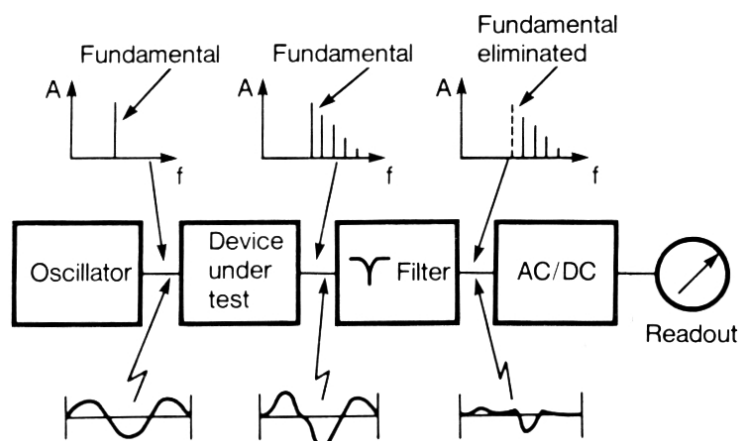 Fundamental
Fundamental
Fundamental
eliminated
A
f
A
f
A
f
Oscillator
Device
under
test
Filter
AC/DC
Readout